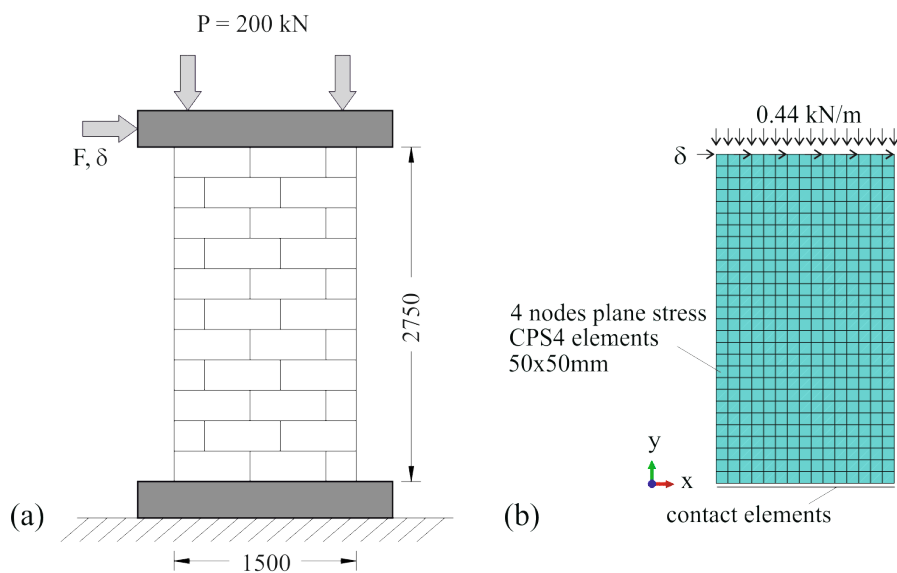 P = 200 kN
F, δ
2750
1500
(a)
0.44 kN/m
δ
4 nodes plane stress
CPS4 elements
50x50mm
y
x
contact elements
(b)